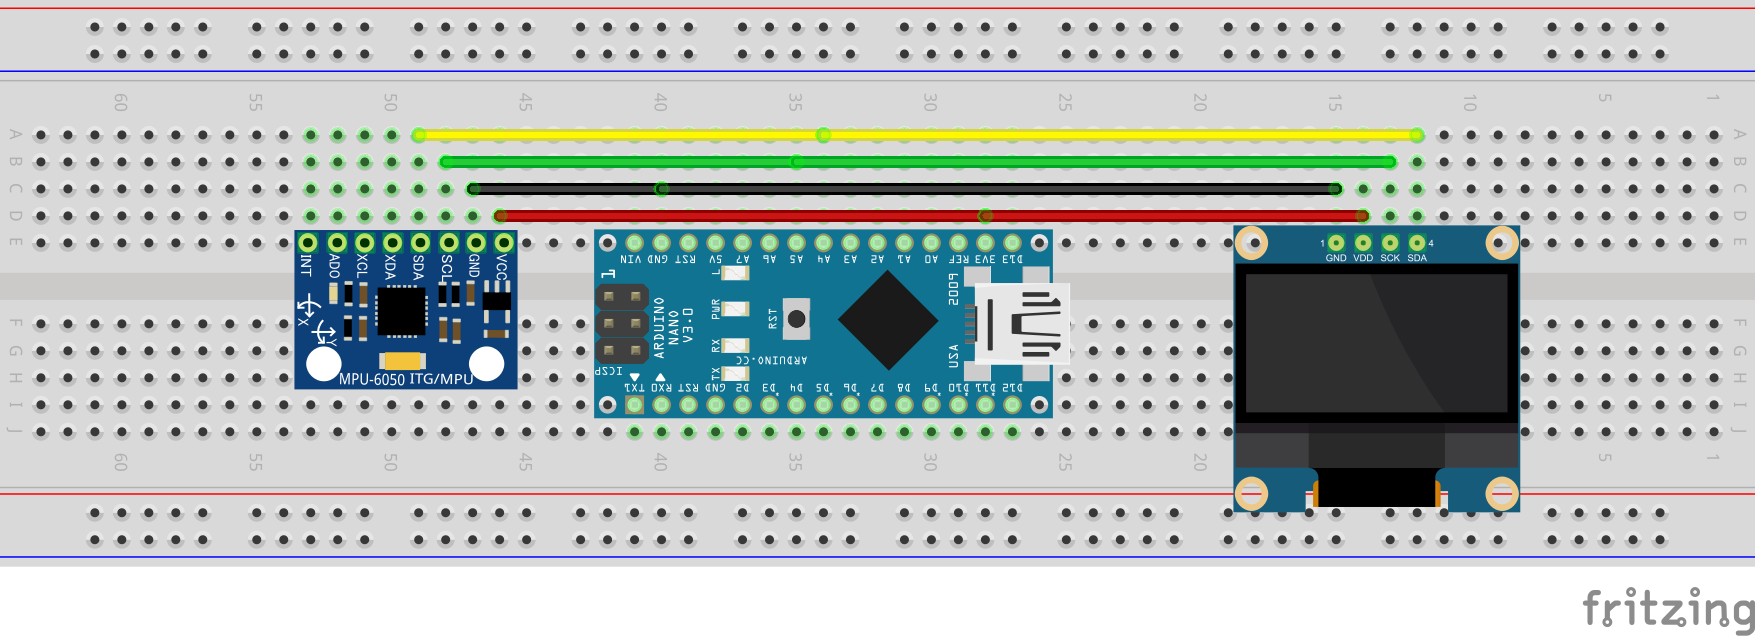 60 55 50 45 40 35 30 25 20 15 10 5 1
A A
B B
C C
D D
E E
INT ADO XCL XDA SDA SCL GND VCC
X
Y
MPU-6050 ITG/MPU
VIN GND RST 5V A7 A6 A5 A4 A3 A2 A1 A0 REF 3V3 D13
L
PWR
RX
TX
RST
ARDUINO
NANO
V3.0
ARDUINO.CC
2009
USA
ICSP
TX1 RX0 RST GND D2 D3 D4 D5 D6 D7 D8 D9 D10 D11 D12
1 4
GND VDD SCK SDA
F F
G G
H H
I I
J J
60 55 50 45 40 35 30 25 20 5 1
fritzing